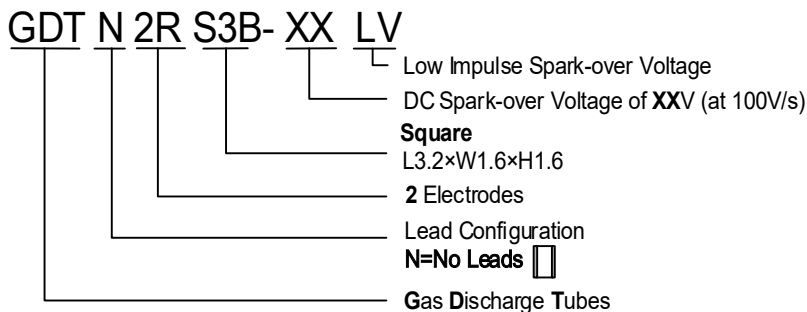 GDT N 2R S3B- XX LV
Low Impulse Spark-over Voltage
DC Spark-over Voltage of XXV (at 100V/s)
Square
L3.2×W1.6×H1.6
2 Electrodes
Lead Configuration
N=No Leads
Gas Discharge Tubes